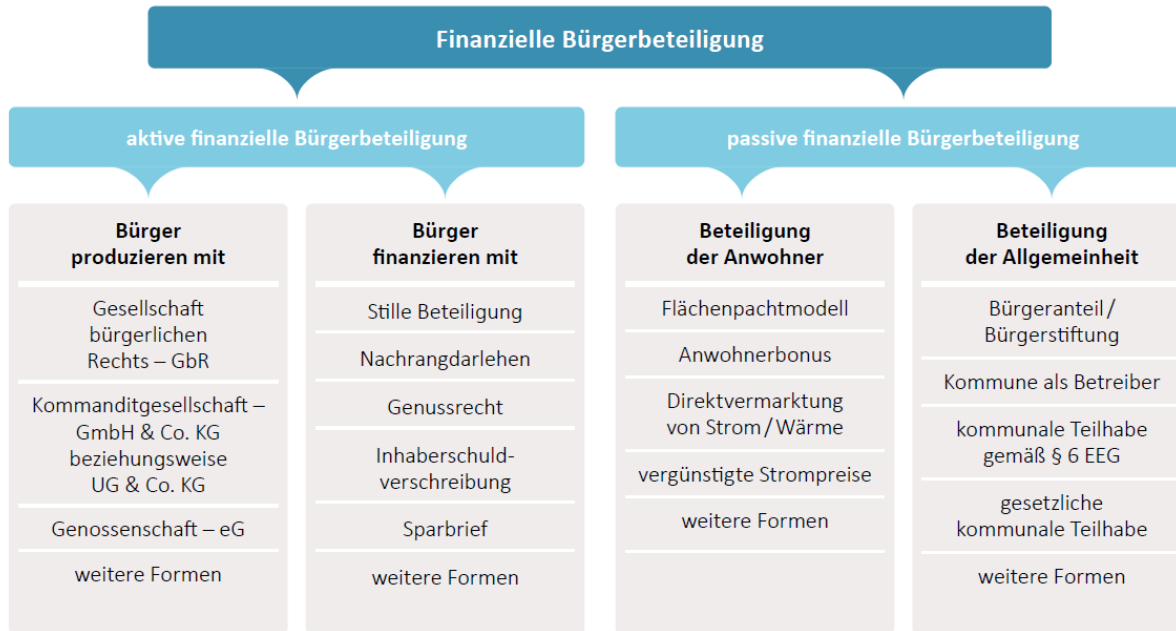 Finanzielle Bürgerbeteiligung
aktive finanzielle Bürgerbeteiligung
passive finanzielle Bürgerbeteiligung
Bürger
produzieren mit
Gesellschaft
bürgerlichen
Rechts – GbR
Kommanditgesellschaft –
GmbH & Co. KG
beziehungsweise
UG & Co. KG
Genossenschaft – eG
weitere Formen
Bürger
finanzieren mit
Stille Beteiligung
Nachrangdarlehen
Genussrecht
Inhaberschuld-
verschreibung
Sparbrief
weitere Formen
Beteiligung
der Anwohner
Flächenpachtmodell
Anwohnerbonus
Direktvermarktung
von Strom / Wärme
vergünstigte Strompreise
weitere Formen
Beteiligung
der Allgemeinheit
Bürgeranteil /
Bürgerstiftung
Kommune als Betreiber
kommunale Teilhabe
gemäß § 6 EEG
gesetzliche
kommunale Teilhabe
weitere Formen